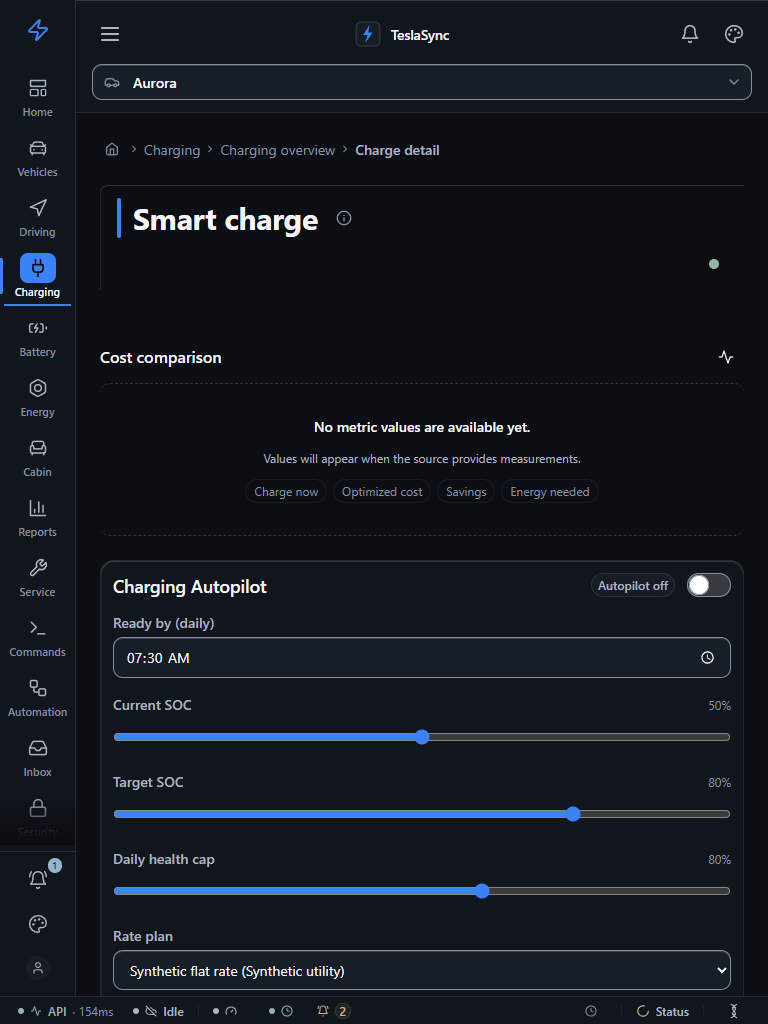 TeslaSync
Aurora
Home
Vehicles
Driving
Charging
Battery
Energy
Cabin
Reports
Service
Commands
Automation
Inbox
Security
1
Charging > Charging overview > Charge detail
Smart charge
Cost comparison
No metric values are available yet.
Values will appear when the source provides measurements.
Charge now Optimized cost Savings Energy needed
Charging Autopilot Autopilot off
Ready by (daily)
07:30 AM
Current SOC 50%
Target SOC 80%
Daily health cap 80%
Rate plan
Synthetic flat rate (Synthetic utility)
API · 154ms Idle 2 Status